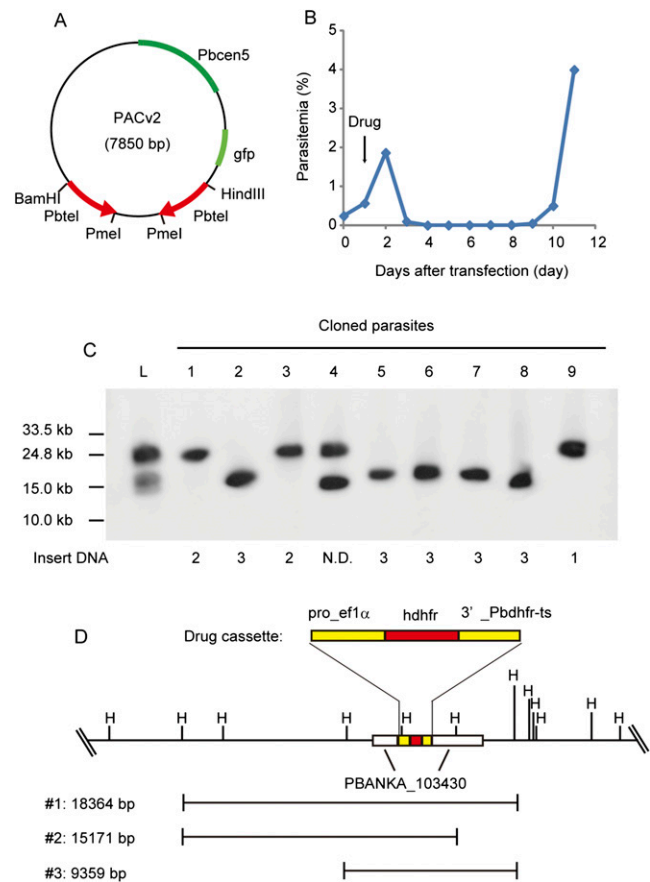 A
Pbcen5
PACv2
(7850 bp)
gfp
BamHI
HindIII
Pbtel
Pbtel
PmeI
PmeI
B
Parasitemia (%)
5
4
3
2
1
0
Drug
0 2 4 6 8 10 12
Days after transfection (day)
C
Cloned parasites
L 1 2 3 4 5 6 7 8 9
33.5 kb
24.8 kb
15.0 kb
10.0 kb
Insert DNA 2 3 2 N.D. 3 3 3 3 1
D
pro_ef1α hdhfr 3' _Pbdhfr-ts
Drug cassette:
H H H H H H H H H H H H
PBANKA_103430
#1: 18364 bp
#2: 15171 bp
#3: 9359 bp